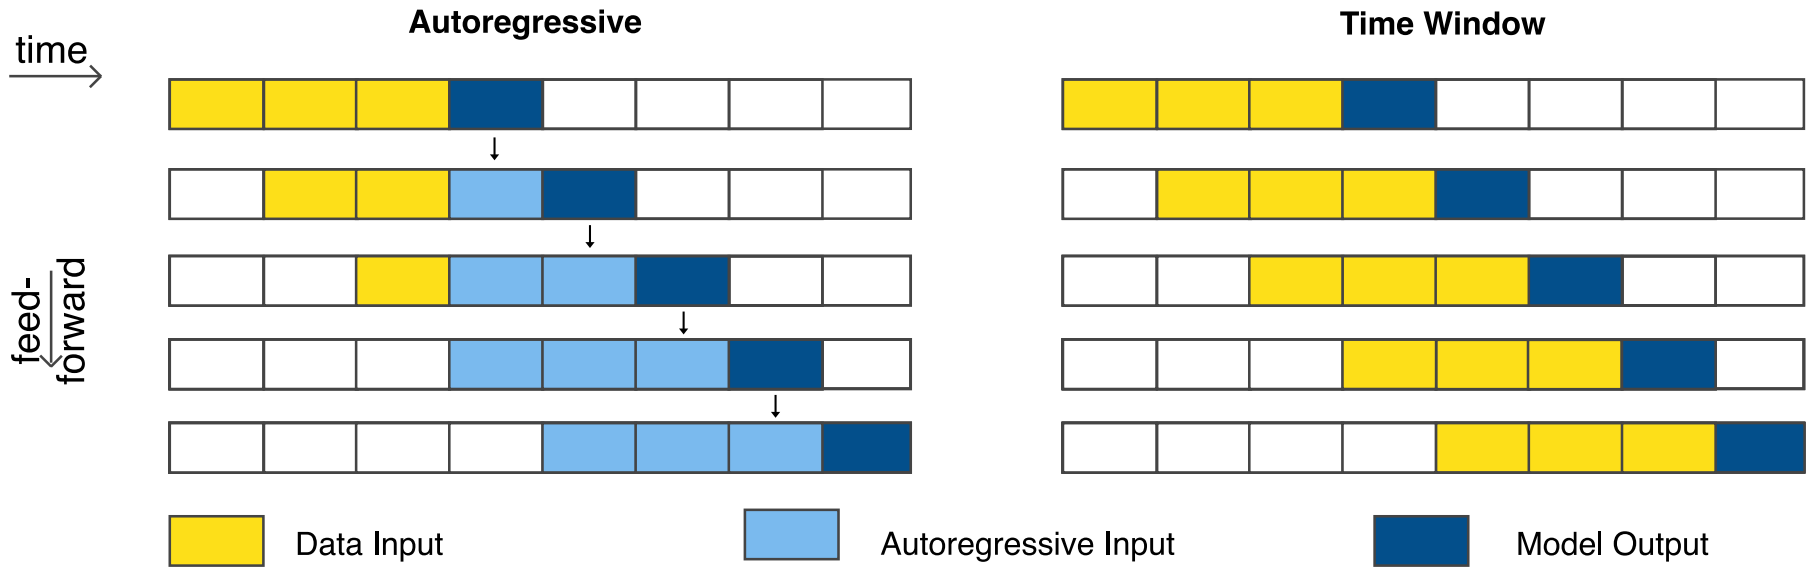 Autoregressive
Time Window
time
feed-
forward
Data Input
Autoregressive Input
Model Output